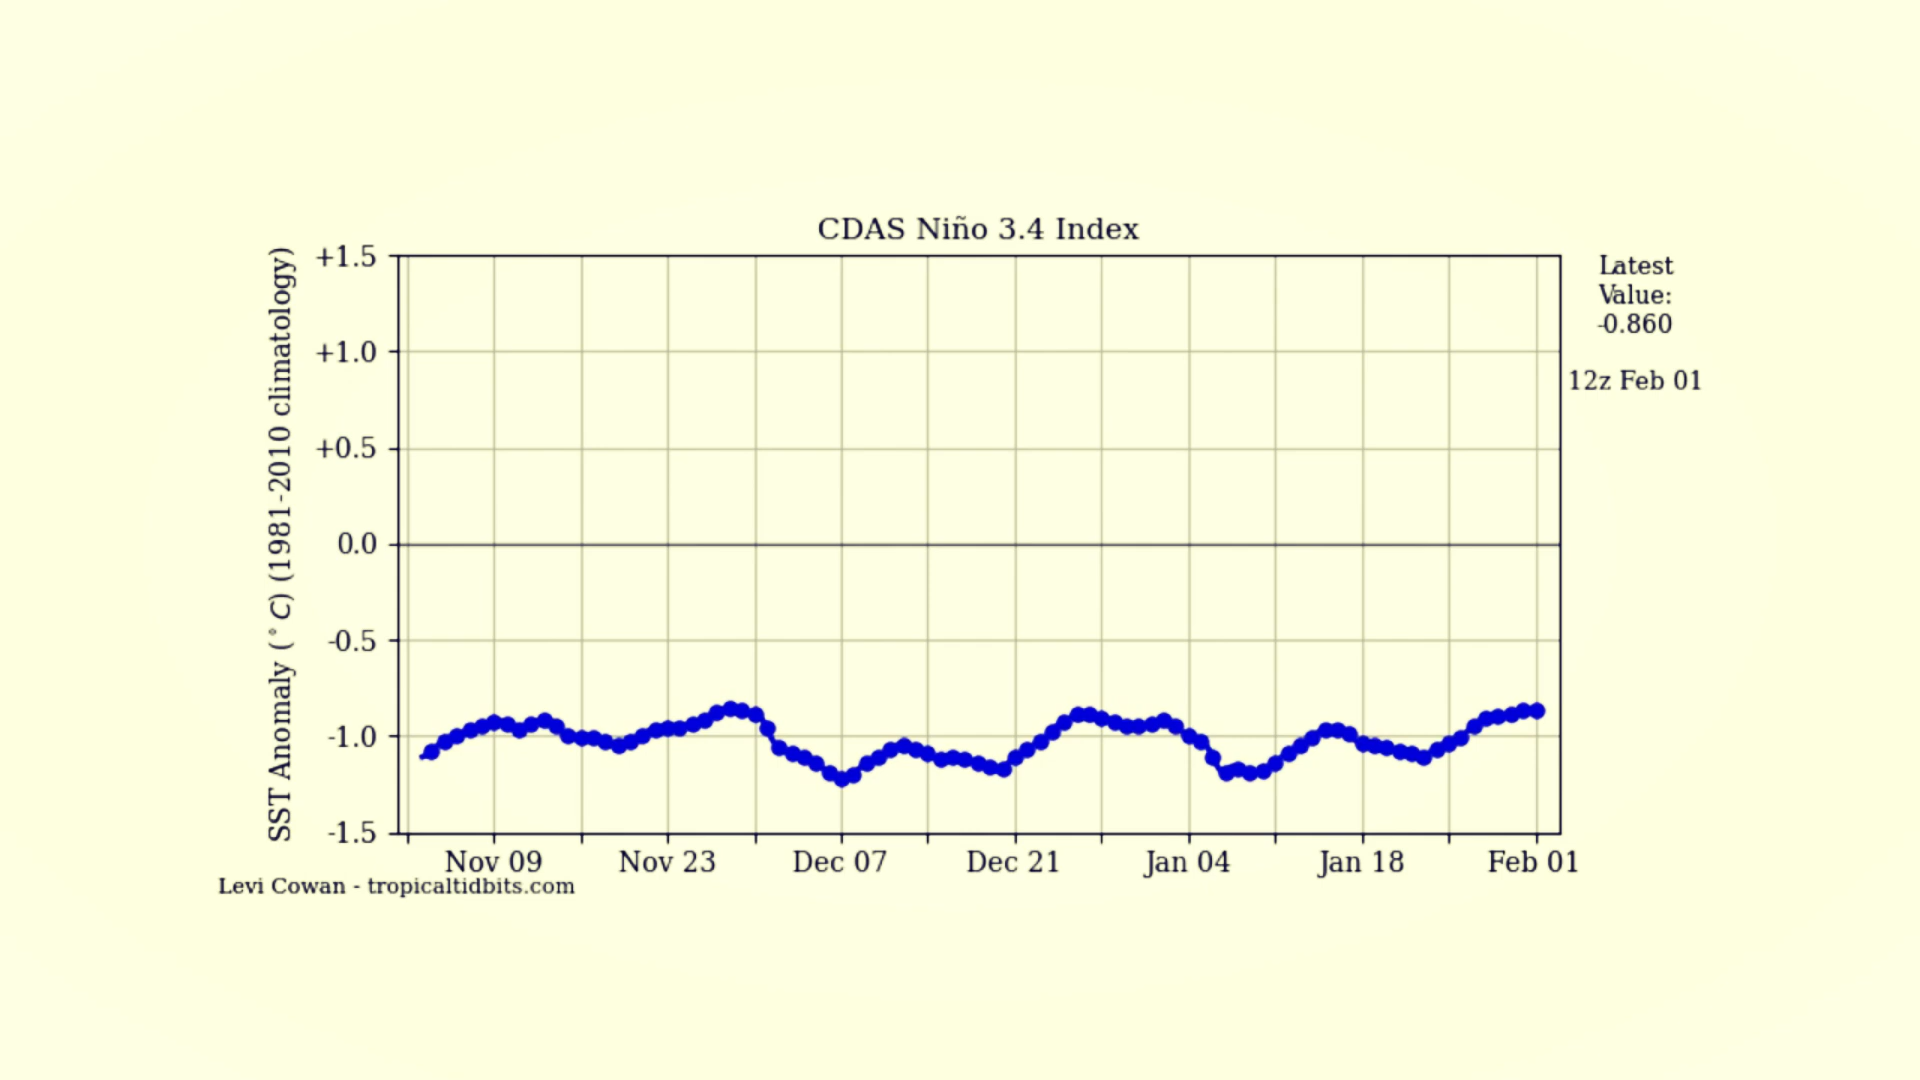 CDAS Niño 3.4 Index
SST Anomaly (°C) (1981-2010 climatology)
+1.5
+1.0
+0.5
0.0
-0.5
-1.0
-1.5
Nov 09
Nov 23
Dec 07
Dec 21
Jan 04
Jan 18
Feb 01
Latest
Value:
-0.860
12z Feb 01
Levi Cowan - tropicaltidbits.com